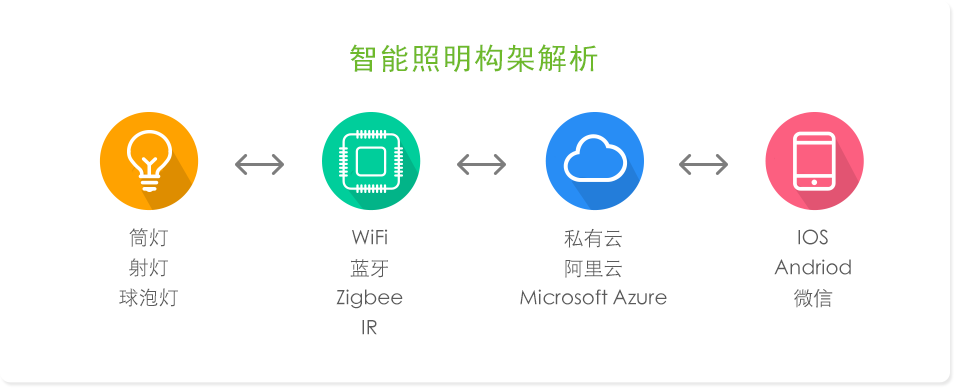 智能照明构架解析
筒灯
射灯
球泡灯
WiFi
蓝牙
Zigbee
IR
私有云
阿里云
Microsoft Azure
IOS
Andriod
微信